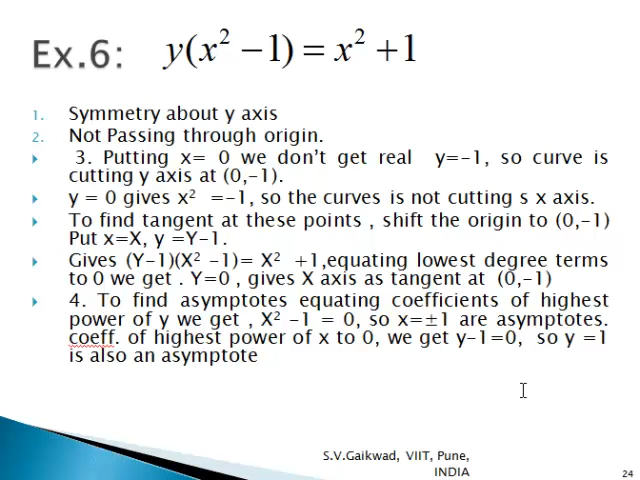 Ex.6: y(x² −1) = x² +1
1. Symmetry about y axis
2. Not Passing through origin.
3. Putting x= 0 we don't get real y=-1, so curve is
cutting y axis at (0,-1).
y = 0 gives x² =-1, so the curves is not cutting s x axis.
To find tangent at these points , shift the origin to (0,-1)
Put x=X, y =Y-1.
Gives (Y-1)(X² -1)= X² +1,equating lowest degree terms
to 0 we get . Y=0 , gives X axis as tangent at (0,-1)
4. To find asymptotes equating coefficients of highest
power of y we get , X² -1 = 0, so x=±1 are asymptotes.
coeff. of highest power of x to 0, we get y-1=0, so y =1
is also an asymptote
S.V.Gaikwad, VIIT, Pune,
INDIA
24